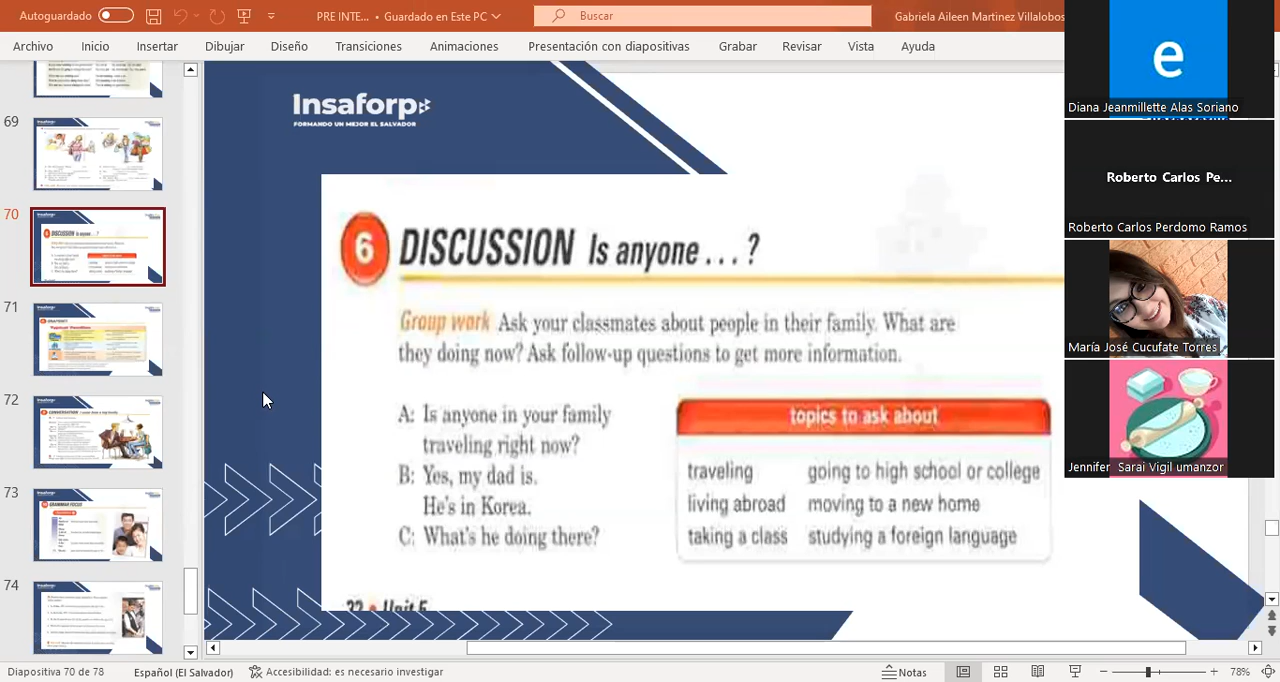 Autoguardado
PRE INTE... • Guardado en Este PC
Buscar
Gabriela Aileen Martinez Villalobos
Archivo Inicio Insertar Dibujar Diseño Transiciones Animaciones Presentación con diapositivas Grabar Revisar Vista Ayuda
69
70
71
72
73
74
Insaforp
FORMANDO UN MEJOR EL SALVADOR
6 DISCUSSION Is anyone . . . ?
Group work Ask your classmates about people in their family. What are
they doing now? Ask follow-up questions to get more information.
A: Is anyone in your family
traveling right now?
B: Yes, my dad is.
He's in Korea.
C: What's he doing there?
topics to ask about
traveling going to high school or college
living abroad moving to a new home
taking a class studying a foreign language
e
Diana Jeanmillette Alas Soriano
Roberto Carlos Pe...
Roberto Carlos Perdomo Ramos
María José Cucufate Torres
Jennifer Sarai Vigil umanzor
Diapositiva 70 de 78 Español (El Salvador) Accesibilidad: es necesario investigar Notas 78%